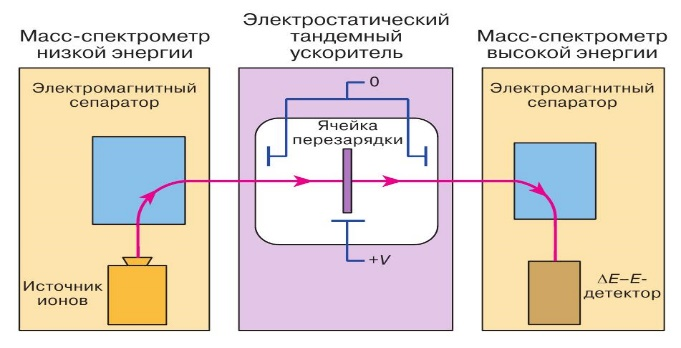 Масс-спектрометр
низкой энергии
Электростатический
тандемный
ускоритель
Масс-спектрометр
высокой энергии
Электромагнитный
сепаратор
0
Ячейка
перезарядки
+V
Источник
ионов
Электромагнитный
сепаратор
ΔE–E-
детектор